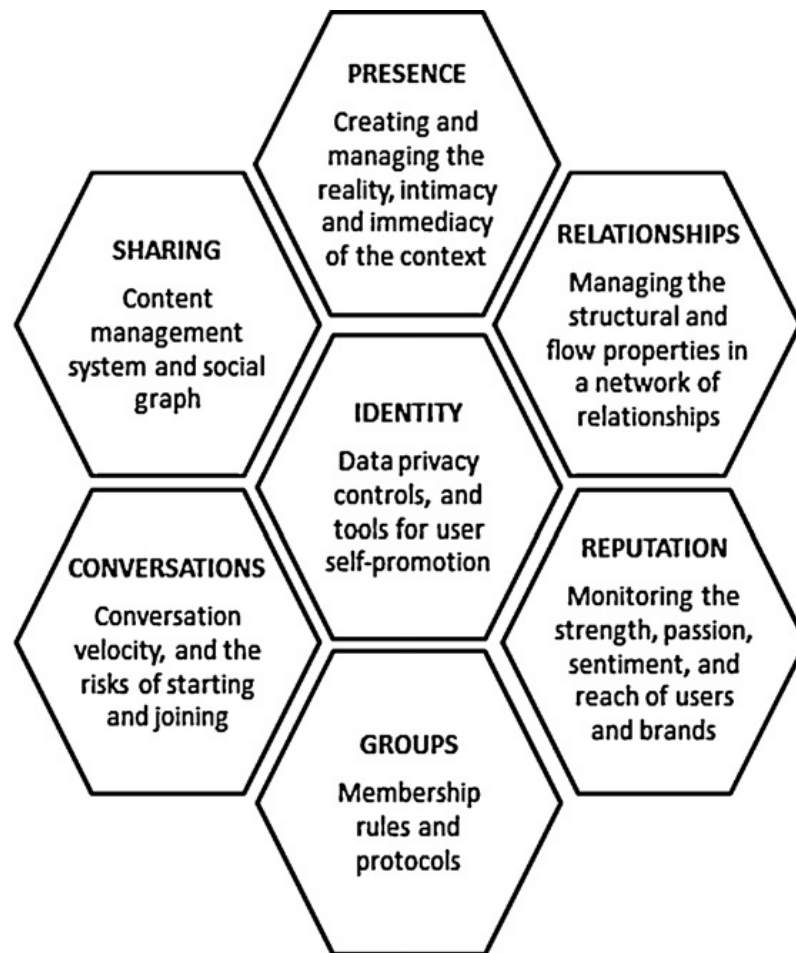 PRESENCE
Creating and
managing the
reality, intimacy
and immediacy
of the context
SHARING
Content
management
system and social
graph
RELATIONSHIPS
Managing the
structural and
flow properties in
a network of
relationships
IDENTITY
Data privacy
controls, and
tools for user
self-promotion
CONVERSATIONS
Conversation
velocity, and the
risks of starting
and joining
REPUTATION
Monitoring the
strength, passion,
sentiment, and
reach of users
and brands
GROUPS
Membership
rules and
protocols